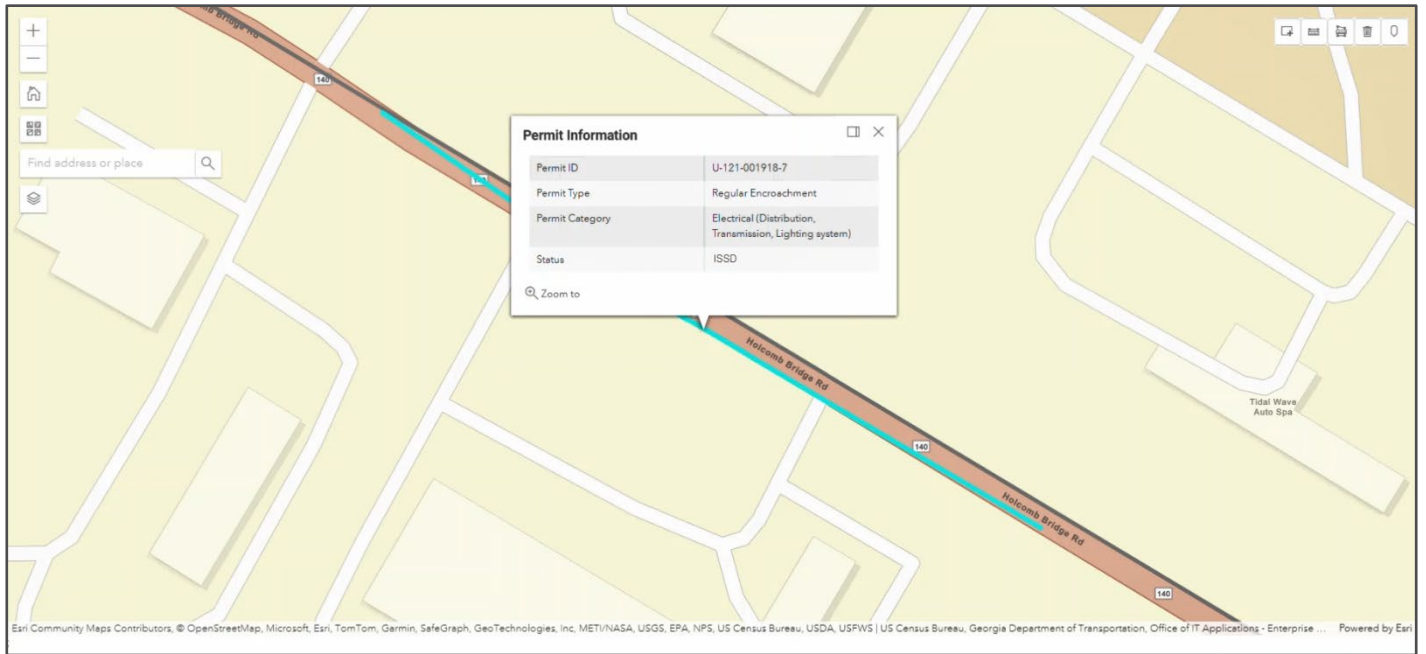 Holcomb Bridge Rd
140
Find address or place
Permit Information
Permit ID U-121-001918-7
Permit Type Regular Encroachment
Permit Category Electrical (Distribution,
Transmission, Lighting system)
Status ISSD
Zoom to
Holcomb Bridge Rd
Tidal Wave
Auto Spa
140
Holcomb Bridge Rd
140
Esri Community Maps Contributors, © OpenStreetMap, Microsoft, Esri, TomTom, Garmin, SafeGraph, GeoTechnologies, Inc, METI/NASA, USGS, EPA, NPS, US Census Bureau, USDA, USFWS | US Census Bureau, Georgia Department of Transportation, Office of IT Applications - Enterprise ... Powered by Esri